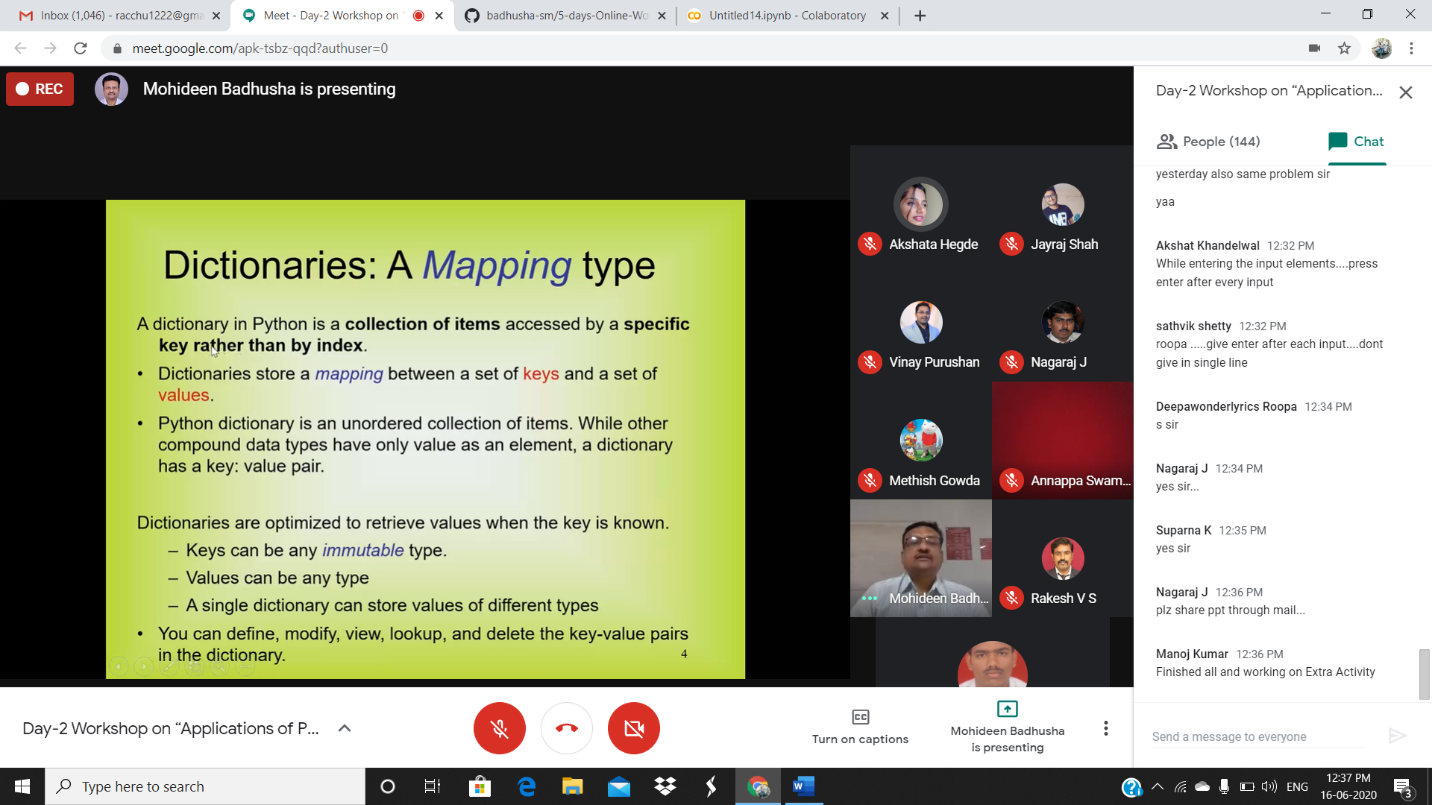 Inbox (1,046) - racchu1222@gma
Meet - Day-2 Workshop on "
badhusha-sm/5-days-Online-Wo
Untitled14.ipynb - Colaboratory
meet.google.com/apk-tsbz-qqd?authuser=0
REC
Mohideen Badhusha is presenting
Dictionaries: A Mapping type
A dictionary in Python is a collection of items accessed by a specific
key rather than by index.
• Dictionaries store a mapping between a set of keys and a set of
values.
• Python dictionary is an unordered collection of items. While other
compound data types have only value as an element, a dictionary
has a key: value pair.
Dictionaries are optimized to retrieve values when the key is known.
– Keys can be any immutable type.
– Values can be any type
– A single dictionary can store values of different types
• You can define, modify, view, lookup, and delete the key-value pairs
in the dictionary.
4
Akshata Hegde
Jayraj Shah
Vinay Purushan
Nagaraj J
Methish Gowda
Annappa Swam...
Mohideen Badh...
Rakesh V S
Day-2 Workshop on “Application...
People (144)
Chat
yesterday also same problem sir
yaa
Akshat Khandelwal 12:32 PM
While entering the input elements....press
enter after every input
sathvik shetty 12:32 PM
roopa .....give enter after each input....dont
give in single line
Deepawonderlyrics Roopa 12:34 PM
s sir
Nagaraj J 12:34 PM
yes sir...
Suparna K 12:35 PM
yes sir
Nagaraj J 12:36 PM
plz share ppt through mail...
Manoj Kumar 12:36 PM
Finished all and working on Extra Activity
Send a message to everyone
Day-2 Workshop on “Applications of P...
Turn on captions
Mohideen Badhusha
is presenting
Type here to search
ENG
12:37 PM
16-06-2020
3